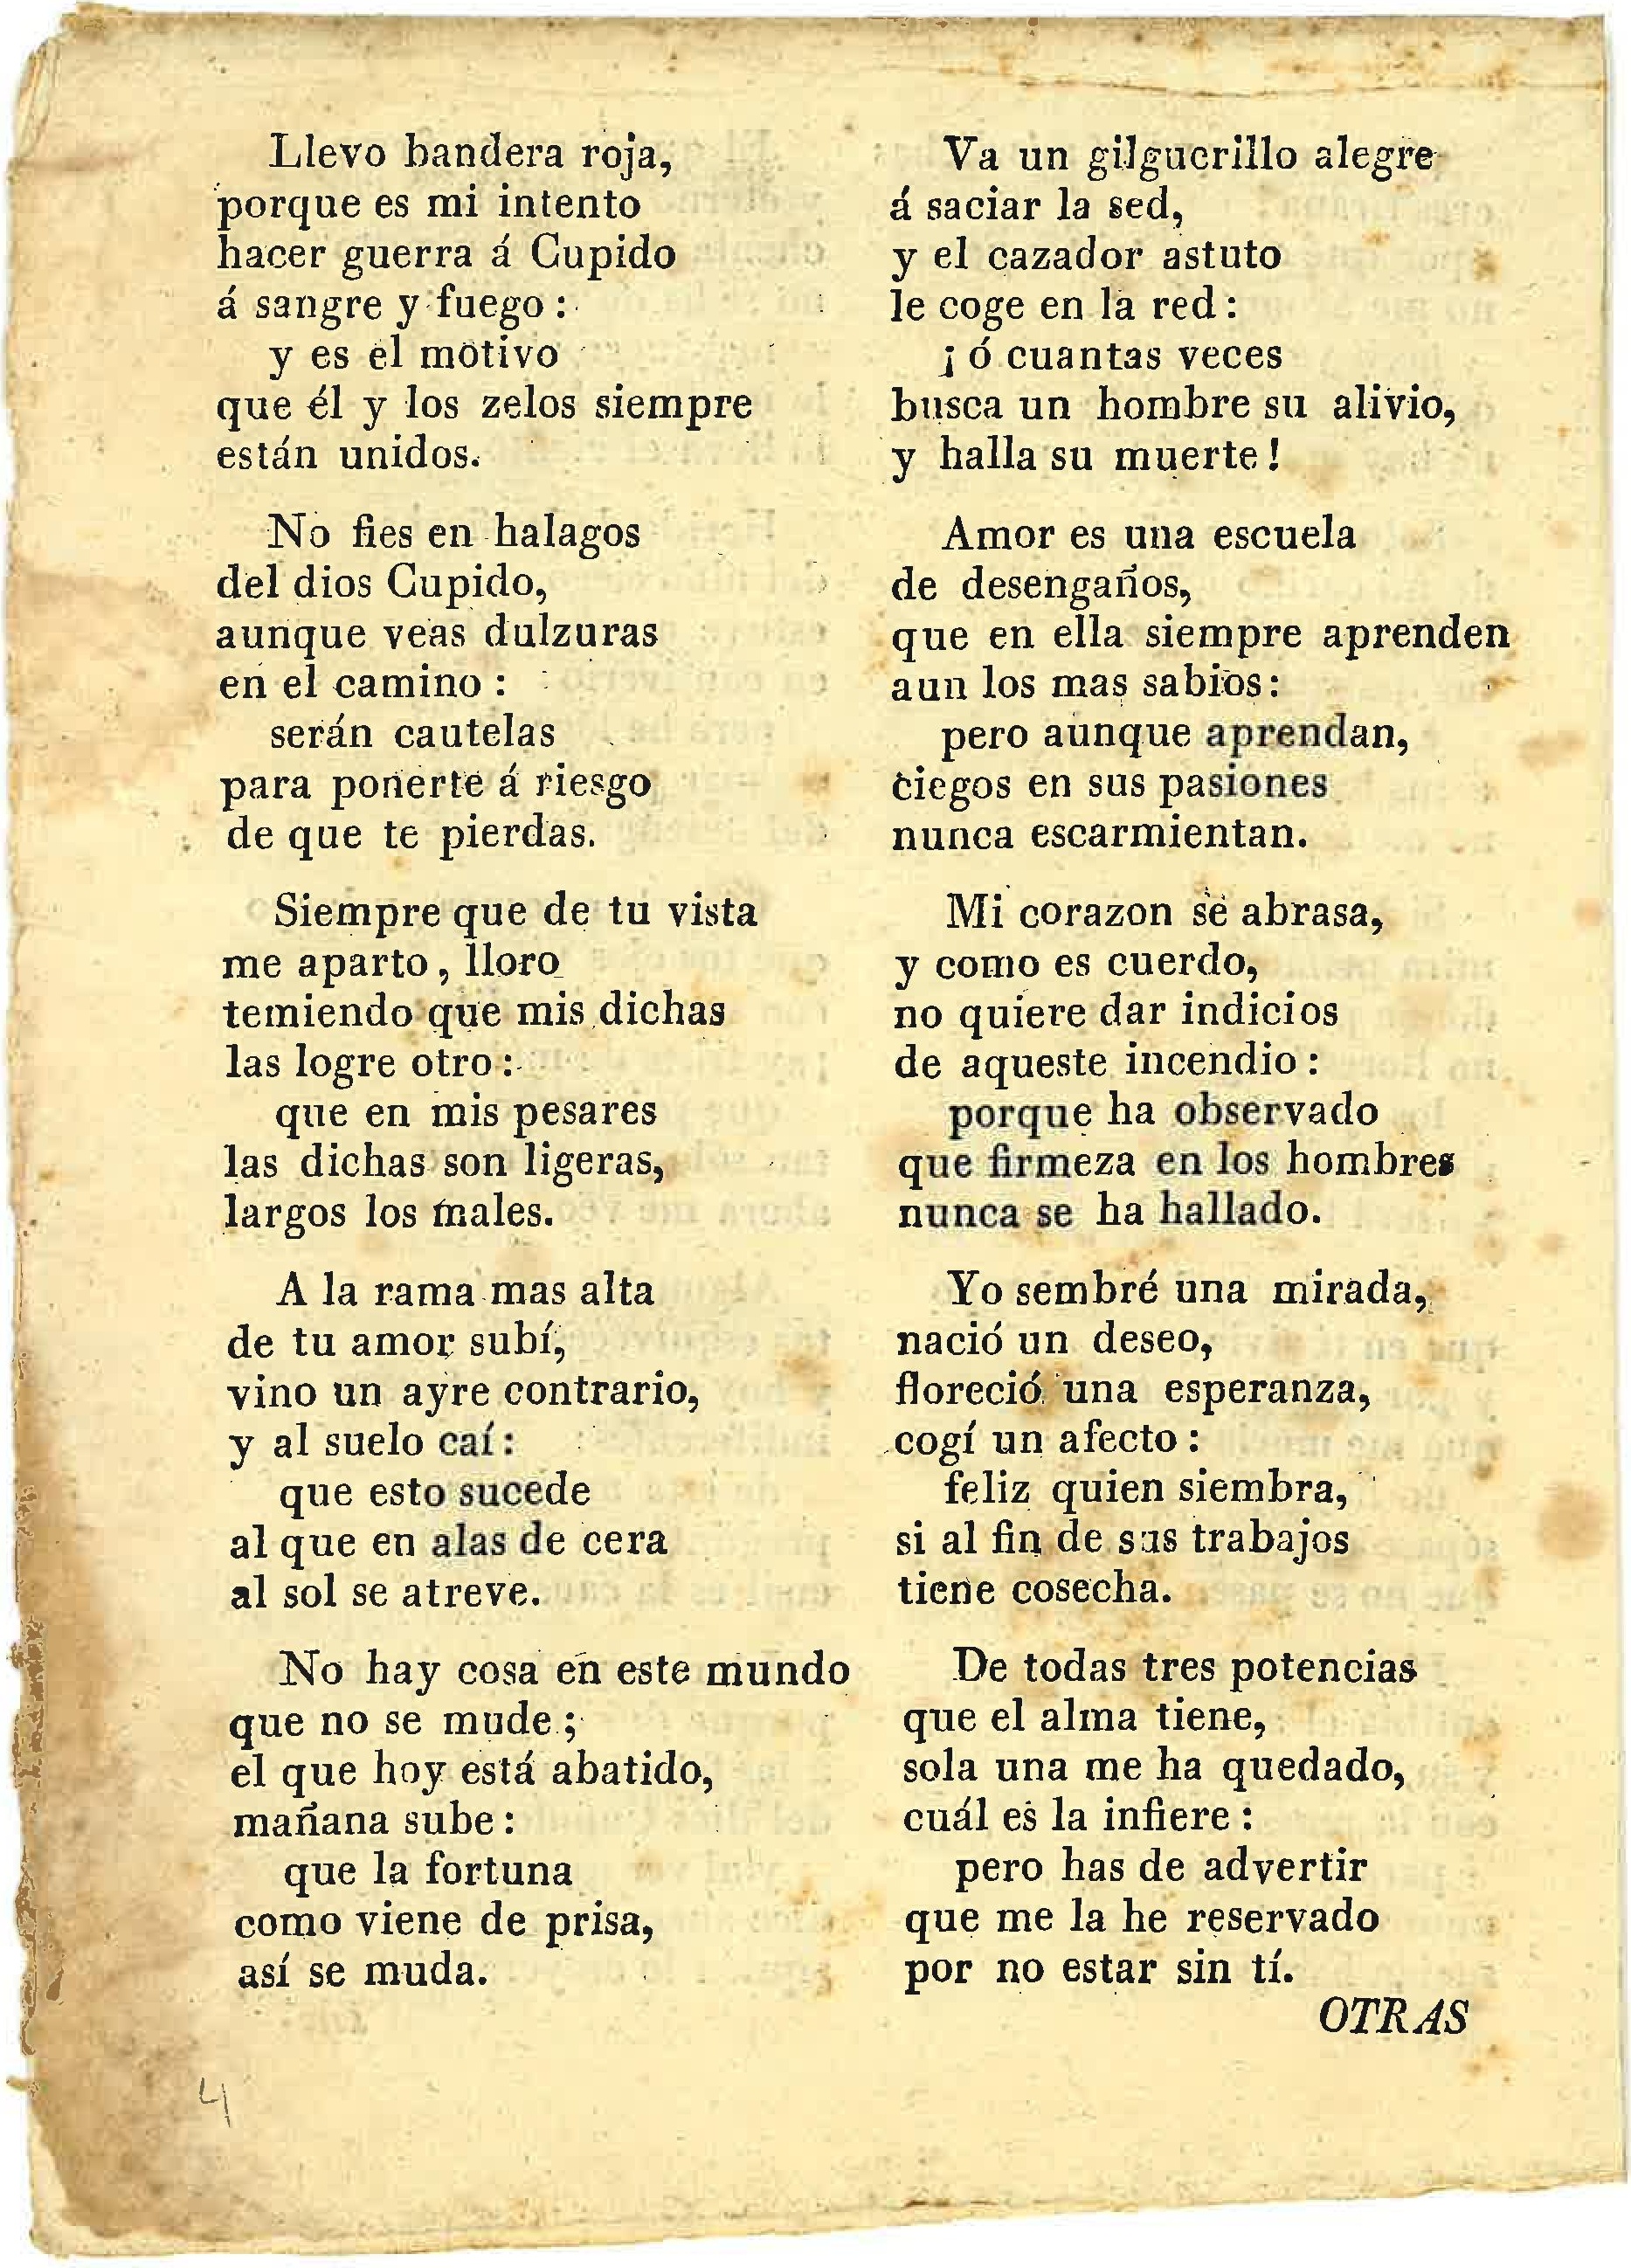 Llevo bandera roja,
porque es mi intento
hacer guerra á Cupido
á sangre y fuego:
y es el motivo
que él y los zelos siempre
están unidos.
No fies en halagos
del dios Cupido,
aunque veas dulzuras
en el camino:
serán cautelas
para ponerte á riesgo
de que te pierdas.
Siempre que de tu vista
me aparto, lloro
temiendo que mis dichas
las logre otro:
que en mis pesares
las dichas son ligeras,
largos los males.
A la rama mas alta
de tu amor subí,
vino un ayre contrario,
y al suelo caí:
que esto sucede
al que en alas de cera
al sol se atreve.
No hay cosa en este mundo
que no se mude;
el que hoy está abatido,
mañana sube:
que la fortuna
como viene de prisa,
así se muda.
Va un gilguerillo alegre
á saciar la sed,
y el cazador astuto
le coge en la red:
¡ó cuantas veces
busca un hombre su alivio,
y halla su muerte!
Amor es una escuela
de desengaños,
que en ella siempre aprenden
aun los mas sabios:
pero aunque aprendan,
ciegos en sus pasiones
nunca escarmientan.
Mi corazon se abrasa,
y como es cuerdo,
no quiere dar indicios
de aqueste incendio:
porque ha observado
que firmeza en los hombres
nunca se ha hallado.
Yo sembré una mirada,
nació un deseo,
floreció una esperanza,
cogí un afecto:
feliz quien siembra,
si al fin de sus trabajos
tiene cosecha.
De todas tres potencias
que el alma tiene,
sola una me ha quedado,
cuál es la infiere:
pero has de advertir
que me la he reservado
por no estar sin tí.
OTRAS
4